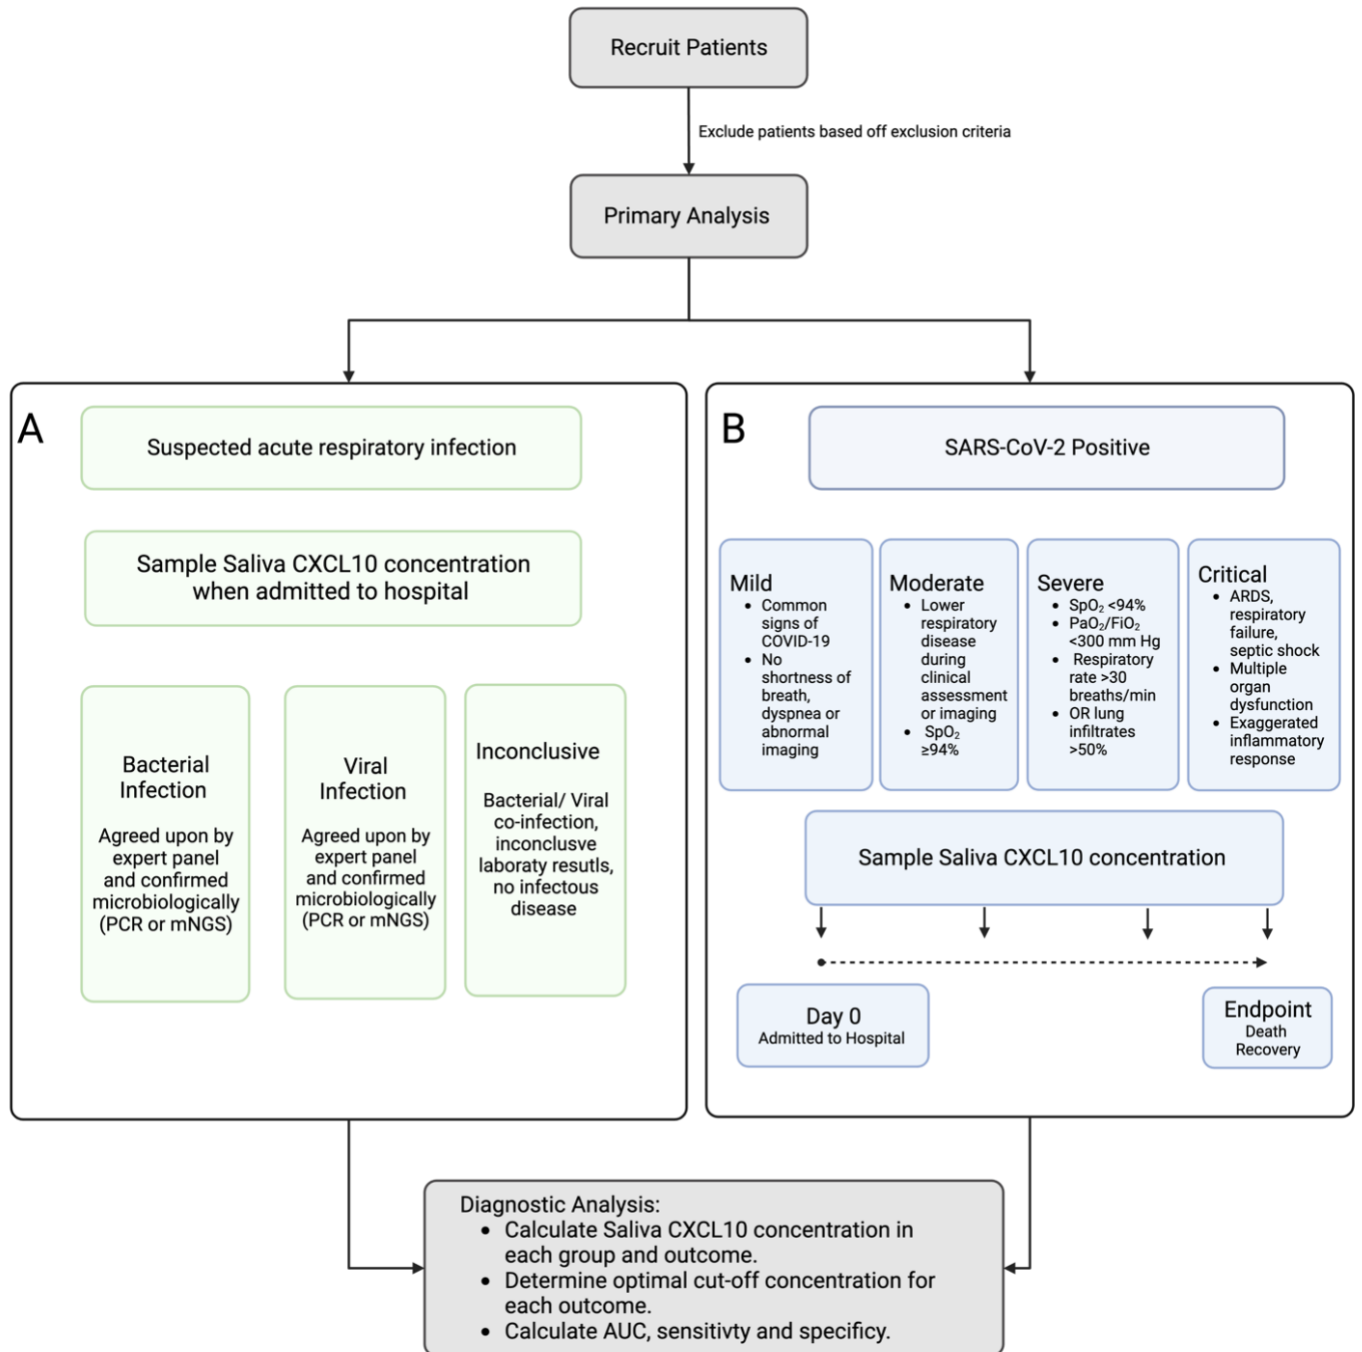 Recruit Patients
Exclude patients based off exclusion criteria
Primary Analysis
A
Suspected acute respiratory infection
Sample Saliva CXCL10 concentration
when admitted to hospital
Bacterial
Infection
Agreed upon by
expert panel
and confirmed
microbiologically
(PCR or mNGS)
Viral
Infection
Agreed upon by
expert panel
and confirmed
microbiologically
(PCR or mNGS)
Inconclusive
Bacterial/ Viral
co-infection,
inconclusve
laboraty resutls,
no infectous
disease
B
SARS-CoV-2 Positive
Mild
• Common
signs of
COVID-19
• No
shortness of
breath,
dyspnea or
abnormal
imaging
Moderate
• Lower
respiratory
disease
during
clinical
assessment
or imaging
• SpO₂
≥94%
Severe
• SpO₂ <94%
• PaO₂/FiO₂
<300 mm Hg
• Respiratory
rate >30
breaths/min
• OR lung
infiltrates
>50%
Critical
• ARDS,
respiratory
failure,
septic shock
• Multiple
organ
dysfunction
• Exaggerated
inflammatory
response
Sample Saliva CXCL10 concentration
Day 0
Admitted to Hospital
Endpoint
Death
Recovery
Diagnostic Analysis:
• Calculate Saliva CXCL10 concentration in
each group and outcome.
• Determine optimal cut-off concentration for
each outcome.
• Calculate AUC, sensitivty and specificy.